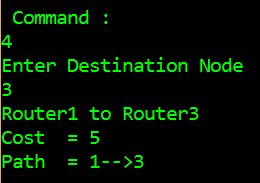 Command :
4
Enter Destination Node
3
Router1 to Router3
Cost  = 5
Path  = 1-->3